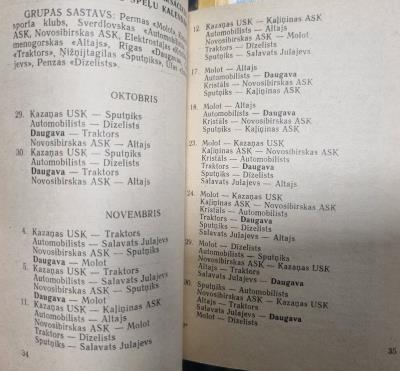 SPĒĻU KALEN
GRUPAS SASTĀVS: Permas «Molot»,
sporta klubs, Sverdlovskas «Automobilists»
ASK, Novosibirskas ASK, Elektrostaļas «Kris
menogorskas «Altajs», Rīgas «Daugava»
Traktors», Ņižņijtagilas «Sputņiks», Ufas
jevs», Penzas «Dīzelists».
OKTOBRIS
29. Kazaņas USK — Sputņiks
Automobilists — Dīzelists
Daugava — Traktors
Novosibirskas ASK — Altajs
30. Kazaņas USK — Sputņiks
Automobilists — Dīzelists
Daugava — Traktors
Novosibirskas ASK — Altajs
NOVEMBRIS
4. Kazaņas USK — Traktors
Automobilists — Salavats Julajevs
Novosibirskas ASK — Sputņiks
Daugava — Molot
5. Kazaņas USK — Traktors
Automobilists — Salavats Julajevs
Novosibirskas ASK — Sputņiks
Daugava — Molot
11. Kazaņas USK — Kaļiņinas ASK
Automobilists — Altajs
Novosibirskas ASK — Molot
Traktors — Dīzelists
Sputņiks — Salavats Julajevs
34
12. Kazaņas USK — Kaļiņinas ASK
Automobilists — Altajs
Novosibirskas ASK — Molot
Traktors — Dīzelists
Sputņiks — Salavats Julajevs
17. Molot — Altajs
Automobilists — Daugava
Kristāls — Novosibirskas ASK
Sputņiks — Kaļiņinas ASK
18. Molot — Altajs
Automobilists — Daugava
Kristāls — Novosibirskas ASK
Sputņiks — Kaļiņinas ASK
23. Molot — Kazaņas USK
Kaļiņinas ASK — Novosibirskas ASK
Kristāls — Automobilists
Traktors — Daugava
Sputņiks — Dīzelists
Salavats Julajevs — Altajs
24. Molot — Kazaņas USK
Kaļiņinas ASK — Novosibirskas ASK
Kristāls — Automobilists
Traktors — Daugava
Sputņiks — Dīzelists
Salavats Julajevs — Altajs
29. Molot — Dīzelists
Automobilists — Sputņiks
Novosibirskas ASK — Kazaņas USK
Altajs — Traktors
Salavats Julajevs — Daugava
30. Sputņiks — Automobilists
Novosibirskas ASK — Kazaņas USK
Altajs — Traktors
Salavats Julajevs — Daugava
Molot — Dīzelists
35